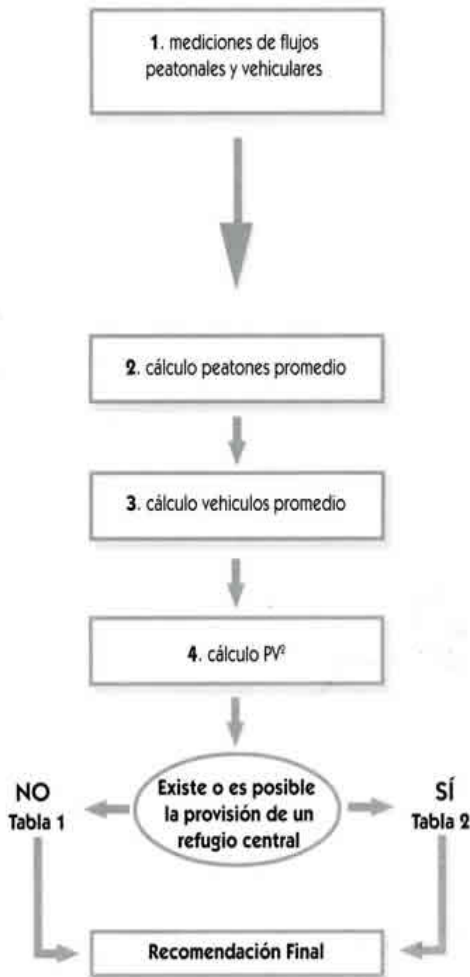 1. mediciones de flujos
peatonales y vehiculares
2. cálculo peatones promedio
3. cálculo vehiculos promedio
4. cálculo PV²
Existe o es posible
la provisión de un
refugio central
NO
Tabla 1
SÍ
Tabla 2
Recomendación Final